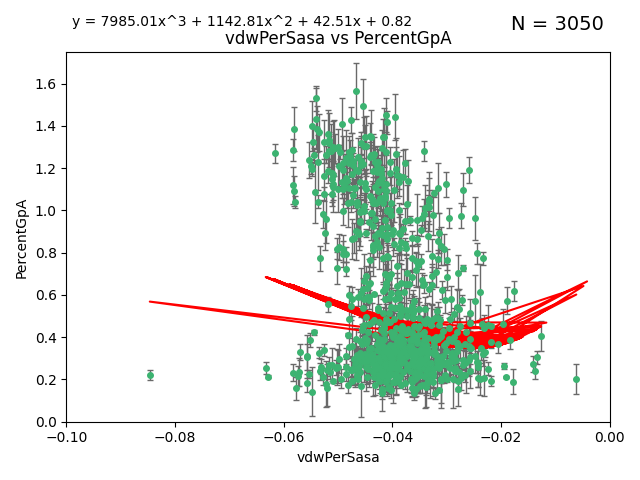 y = 7985.01x^3 + 1142.81x^2 + 42.51x + 0.82
N = 3050
vdwPerSasa vs PercentGpA
1.6
1.4
1.2
1.0
0.8
0.6
0.4
0.2
0.0
PercentGpA
−0.10 −0.08 −0.06 −0.04 −0.02 0.00
vdwPerSasa